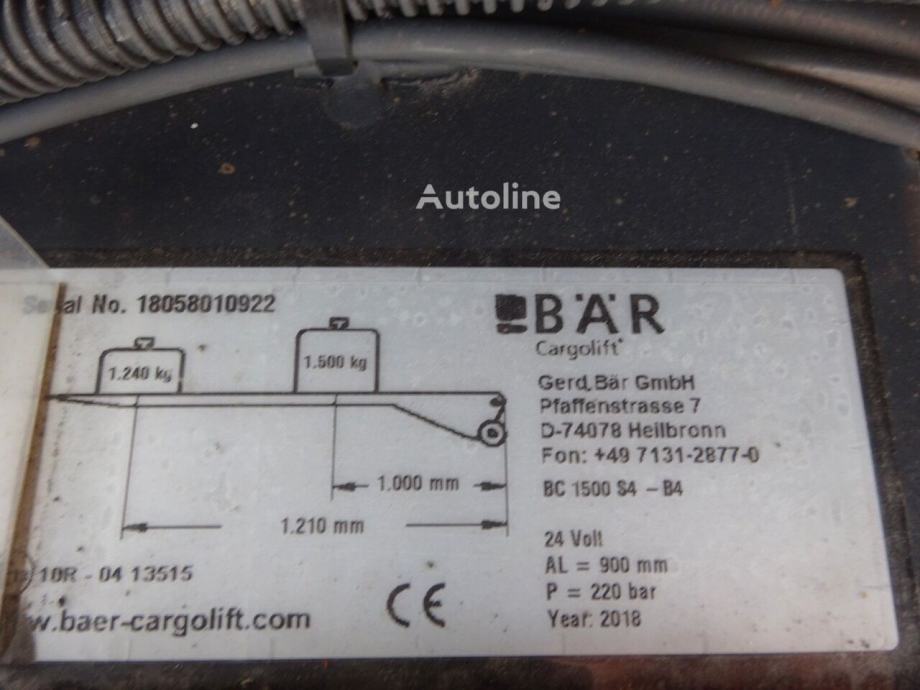 Autoline
Serial No. 18058010922
BÄR
Cargolift
1.240 kg
1.500 kg
Gerd Bär GmbH
Pfaffenstrasse 7
D-74078 Heilbronn
Fon: +49 7131-2877-0
BC 1500 S4 - B4
1.000 mm
1.210 mm
24 Volt
AL = 900 mm
P = 220 bar
Year: 2018
10R - 04 13515
CE
w.baer-cargolift.com